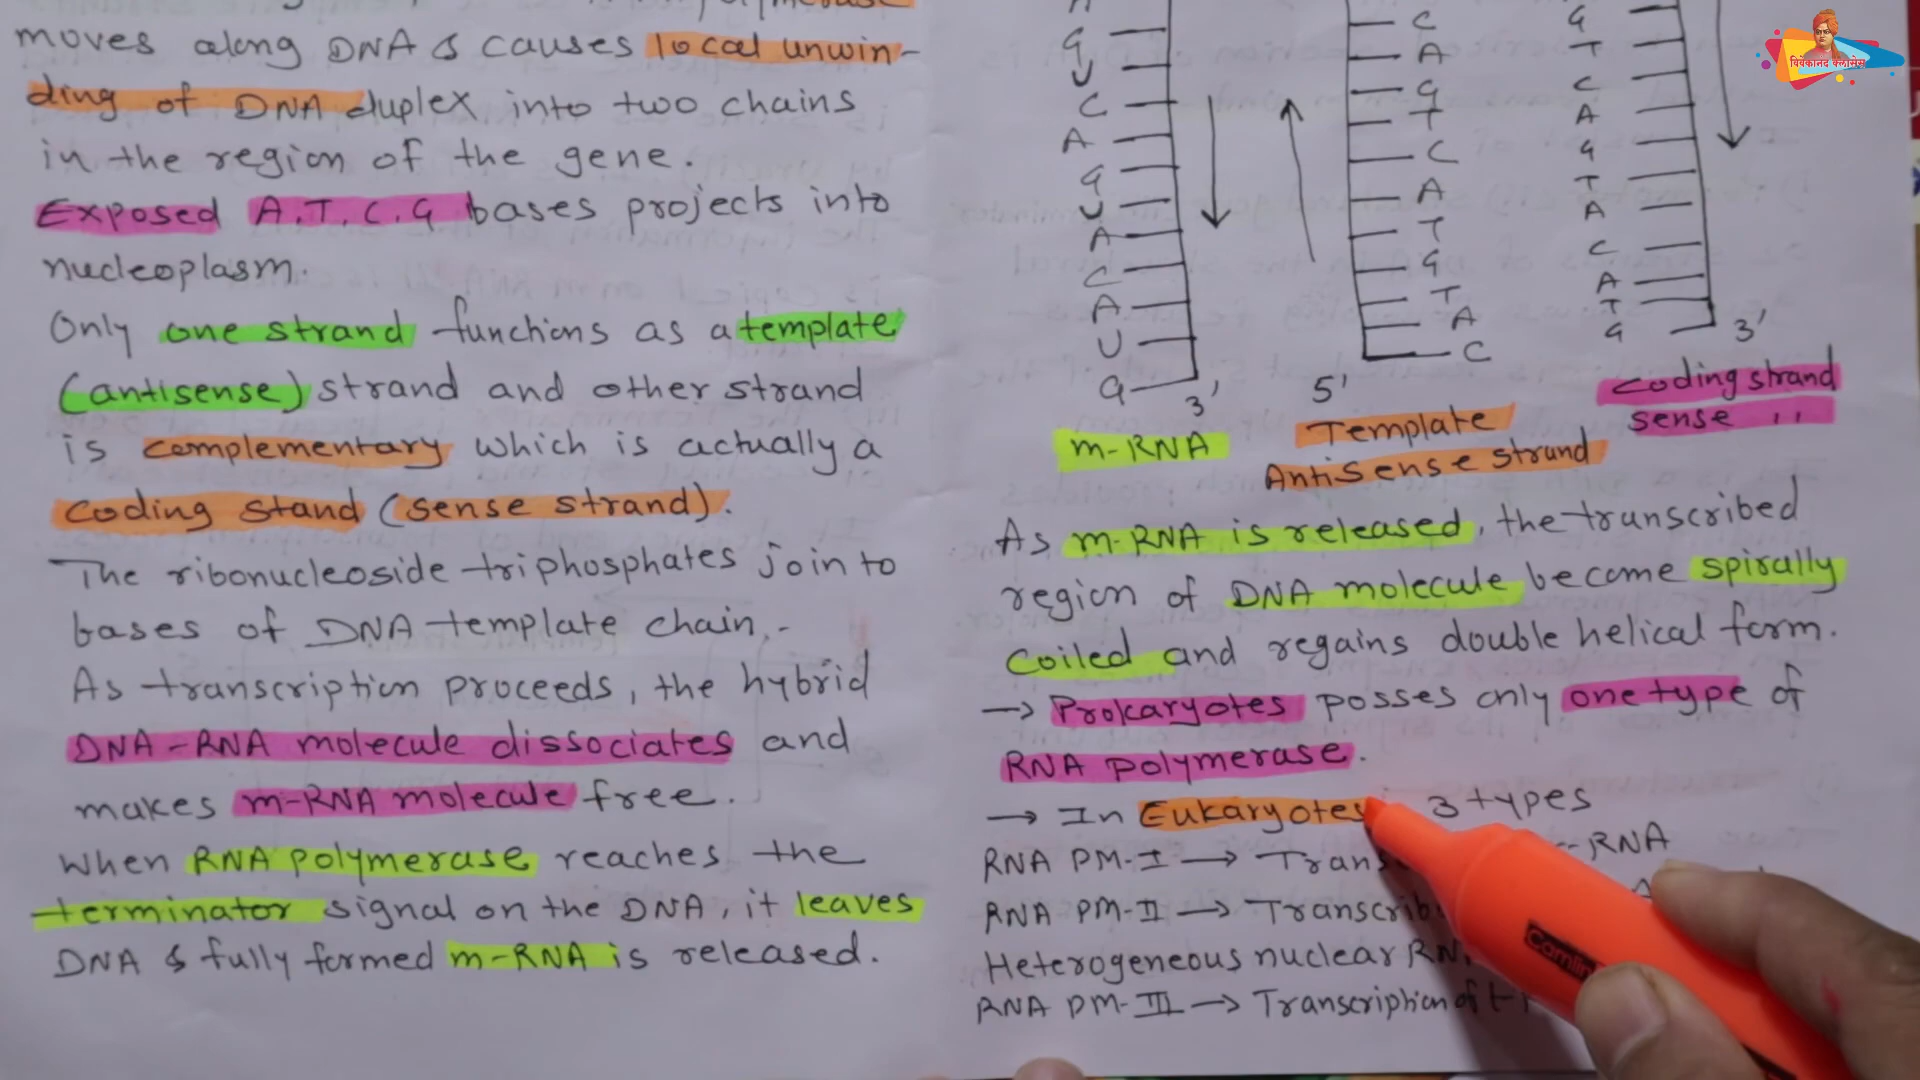 moves along DNA & causes local unwin-
ding of DNA duplex into two chains
in the region of the gene.
Exposed A.T.C.G bases projects into
nucleoplasm.
Only one strand functions as a template
(antisense) strand and other strand
is complementary which is actually a
coding stand (sense strand).
The ribonucleoside triphosphates join to
bases of DNA template chain.
As transcription proceeds, the hybrid
DNA-RNA molecule dissociates and
makes m-RNA molecule free.
When RNA polymerase reaches the
terminator signal on the DNA, it leaves
DNA & fully formed m-RNA is released.
G
U
C
A
G
U
A
C
A
U
G
3'
m-RNA
C
A
G
T
C
A
T
G
T
A
C
5'
Template
Antisense strand
G
T
C
A
G
T
A
C
A
T
G
3'
Coding strand
sense ,,
As m-RNA is released, the transcribed
region of DNA molecule become spirally
coiled and regains double helical form.
→ Prokaryotes posses only one type of
RNA polymerase.
→ In Eukaryotes 3 types
RNA PM-I → RNA
RNA PM-II →
Heterogeneous nuclear
RNA PM-III → Transcription of
विवेकानंद क्लासेस